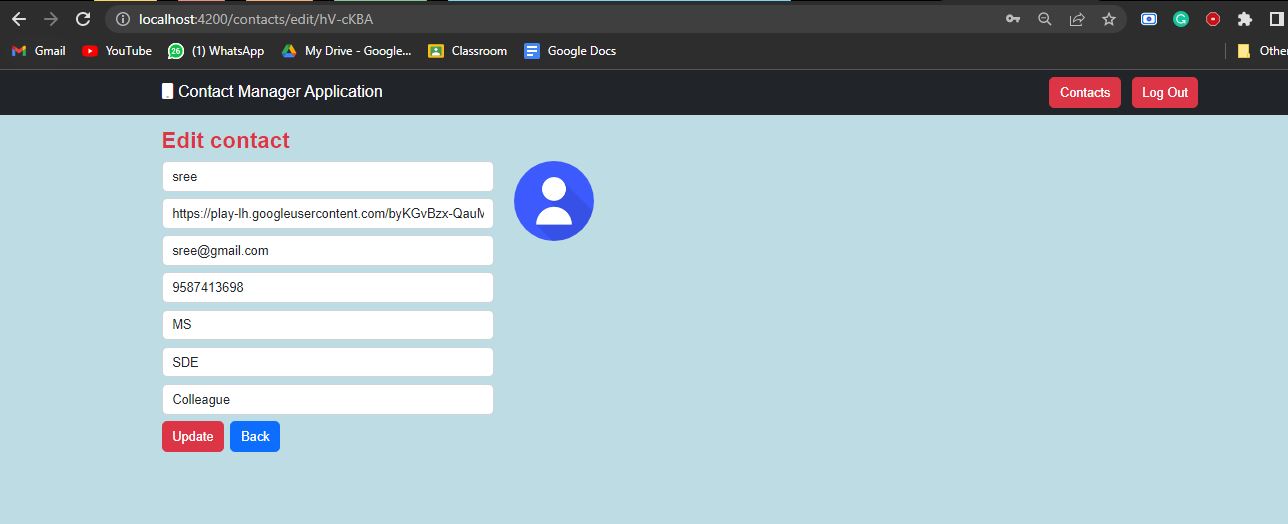 localhost:4200/contacts/edit/hV-cKBA
Gmail YouTube 26 (1) WhatsApp My Drive - Google... Classroom Google Docs Other
Contact Manager Application Contacts Log Out
Edit contact
sree
https://play-lh.googleusercontent.com/byKGvBzx-QauM
sree@gmail.com
9587413698
MS
SDE
Colleague
Update Back